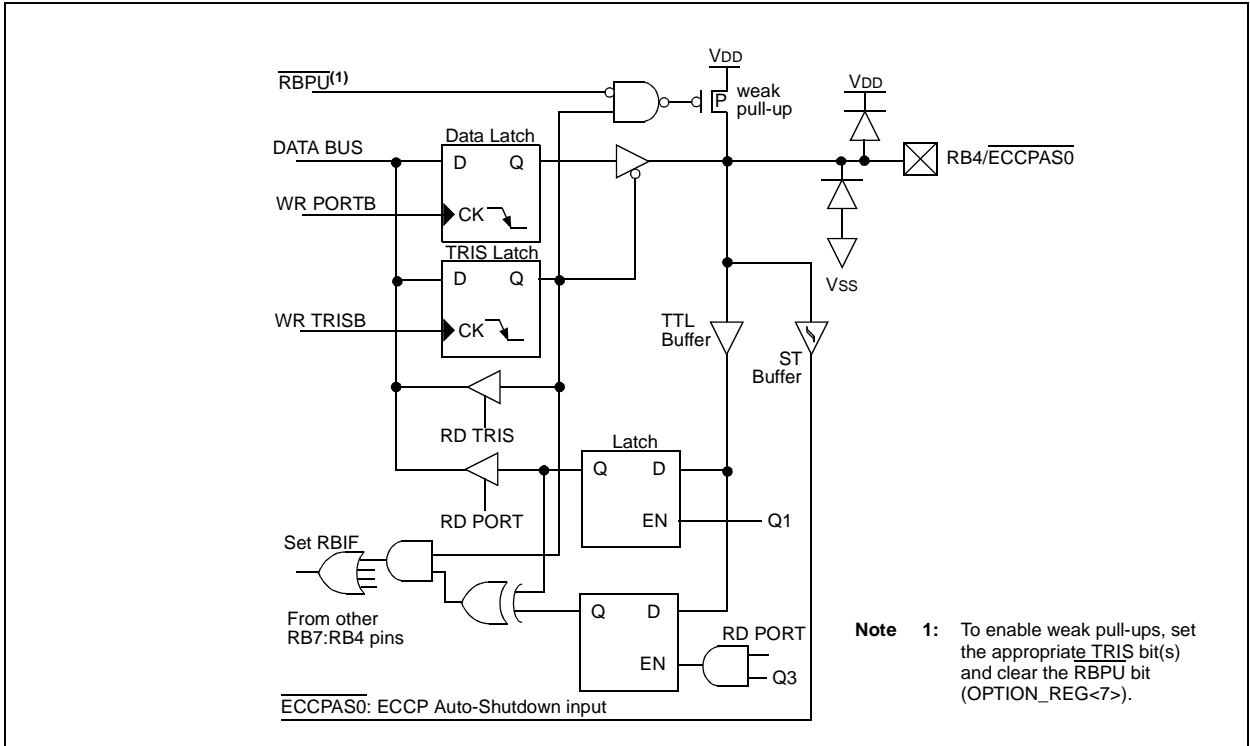 VDD
RBPU(1)
P
weak
pull-up
VDD
Data Latch
DATA BUS
D Q
RB4/ECCPAS0
WR PORTB
CK
TRIS Latch
D Q
VSS
WR TRISB
CK
TTL
Buffer
ST
Buffer
RD TRIS
Latch
Q D
RD PORT
EN
Q1
Set RBIF
From other
RB7:RB4 pins
Q D
RD PORT
EN
Q3
ECCPAS0: ECCP Auto-Shutdown input
Note 1: To enable weak pull-ups, set
the appropriate TRIS bit(s)
and clear the RBPU bit
(OPTION_REG<7>).